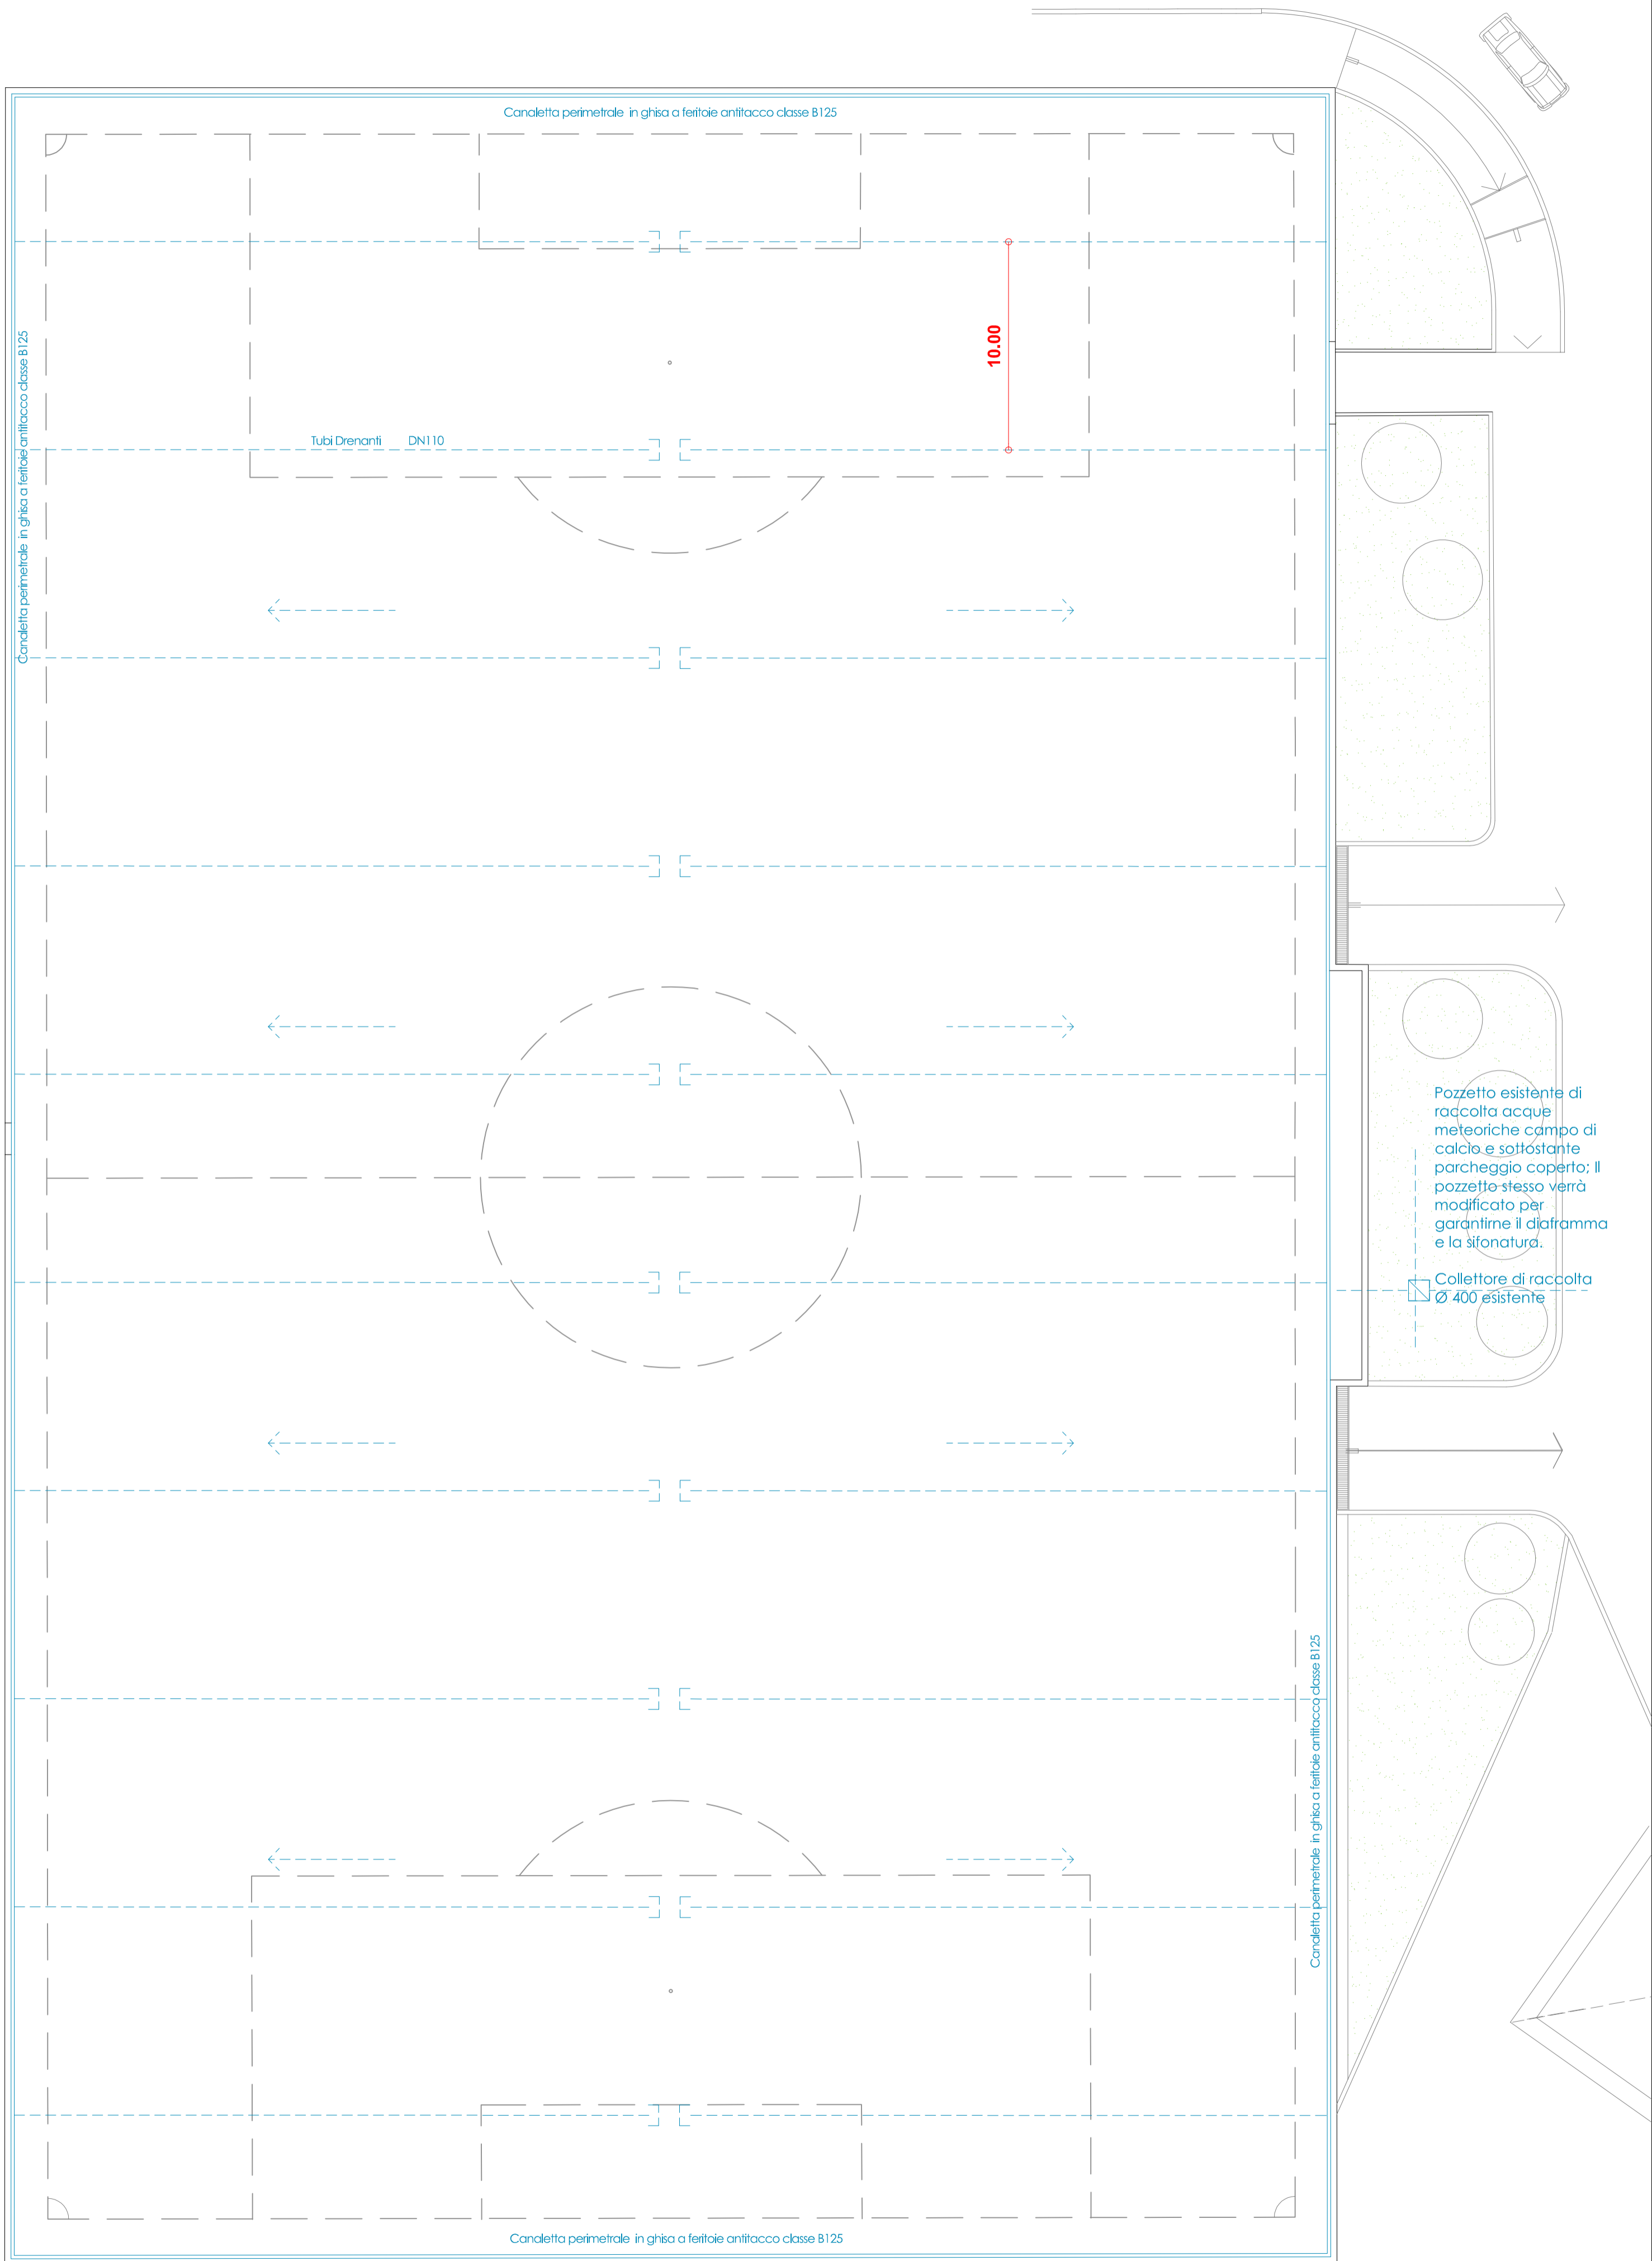 Canaletta perimetrale in ghisa a feritoie antitacco classe B125
Canaletta perimetrale in ghisa a feritoie antitacco classe B125
10.00
Tubi Drenanti DN110
Pozzetto esistente di
raccolta acque
meteoriche campo di
calcio e sottostante
parcheggio coperto; Il
pozzetto stesso verrà
modificato per
garantirne il diaframma
e la sifonatura.
Collettore di raccolta
Ø 400 esistente
Canaletta perimetrale in ghisa a feritoie antitacco classe B125
Canaletta perimetrale in ghisa a feritoie antitacco classe B125